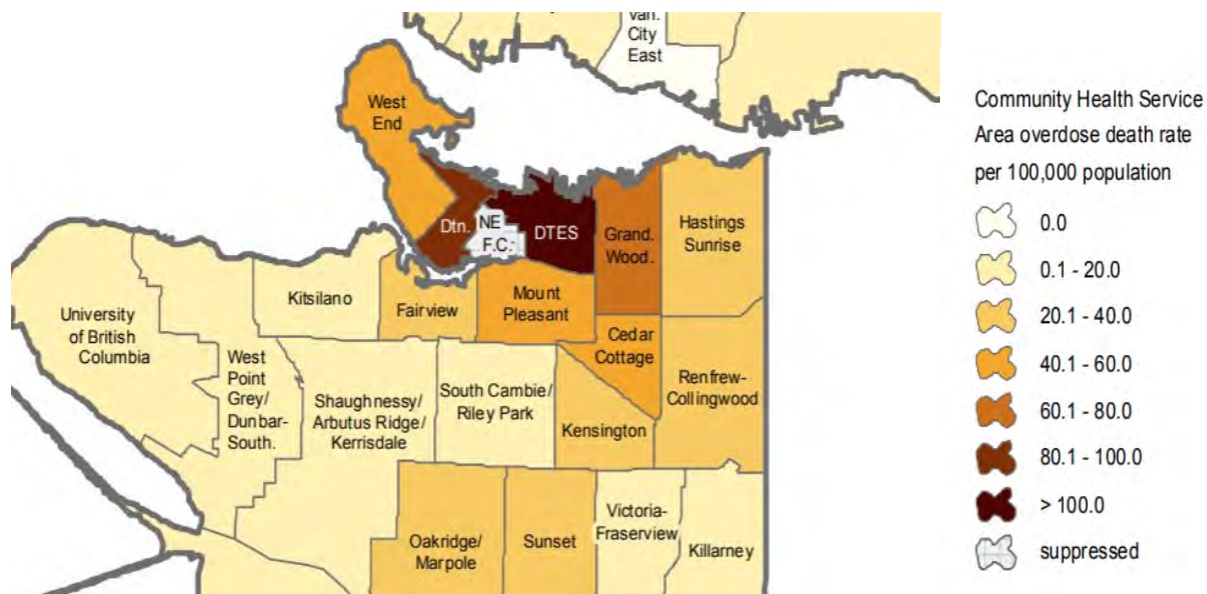 Van.
City
East
West
End
Dtn.
NE
F.C.
DTES
Grand.
Wood.
Hastings
Sunrise
Kitsilano
Fairview
Mount
Pleasant
University
of British
Columbia
West
Point
Grey/
Dunbar-
South.
Shaughnessy/
Arbutus Ridge/
Kerrisdale
South Cambie/
Riley Park
Cedar
Cottage
Kensington
Renfrew-
Collingwood
Oakridge/
Marpole
Sunset
Victoria-
Fraserview
Killarney
Community Health Service
Area overdose death rate
per 100,000 population
0.0
0.1 - 20.0
20.1 - 40.0
40.1 - 60.0
60.1 - 80.0
80.1 - 100.0
> 100.0
suppressed